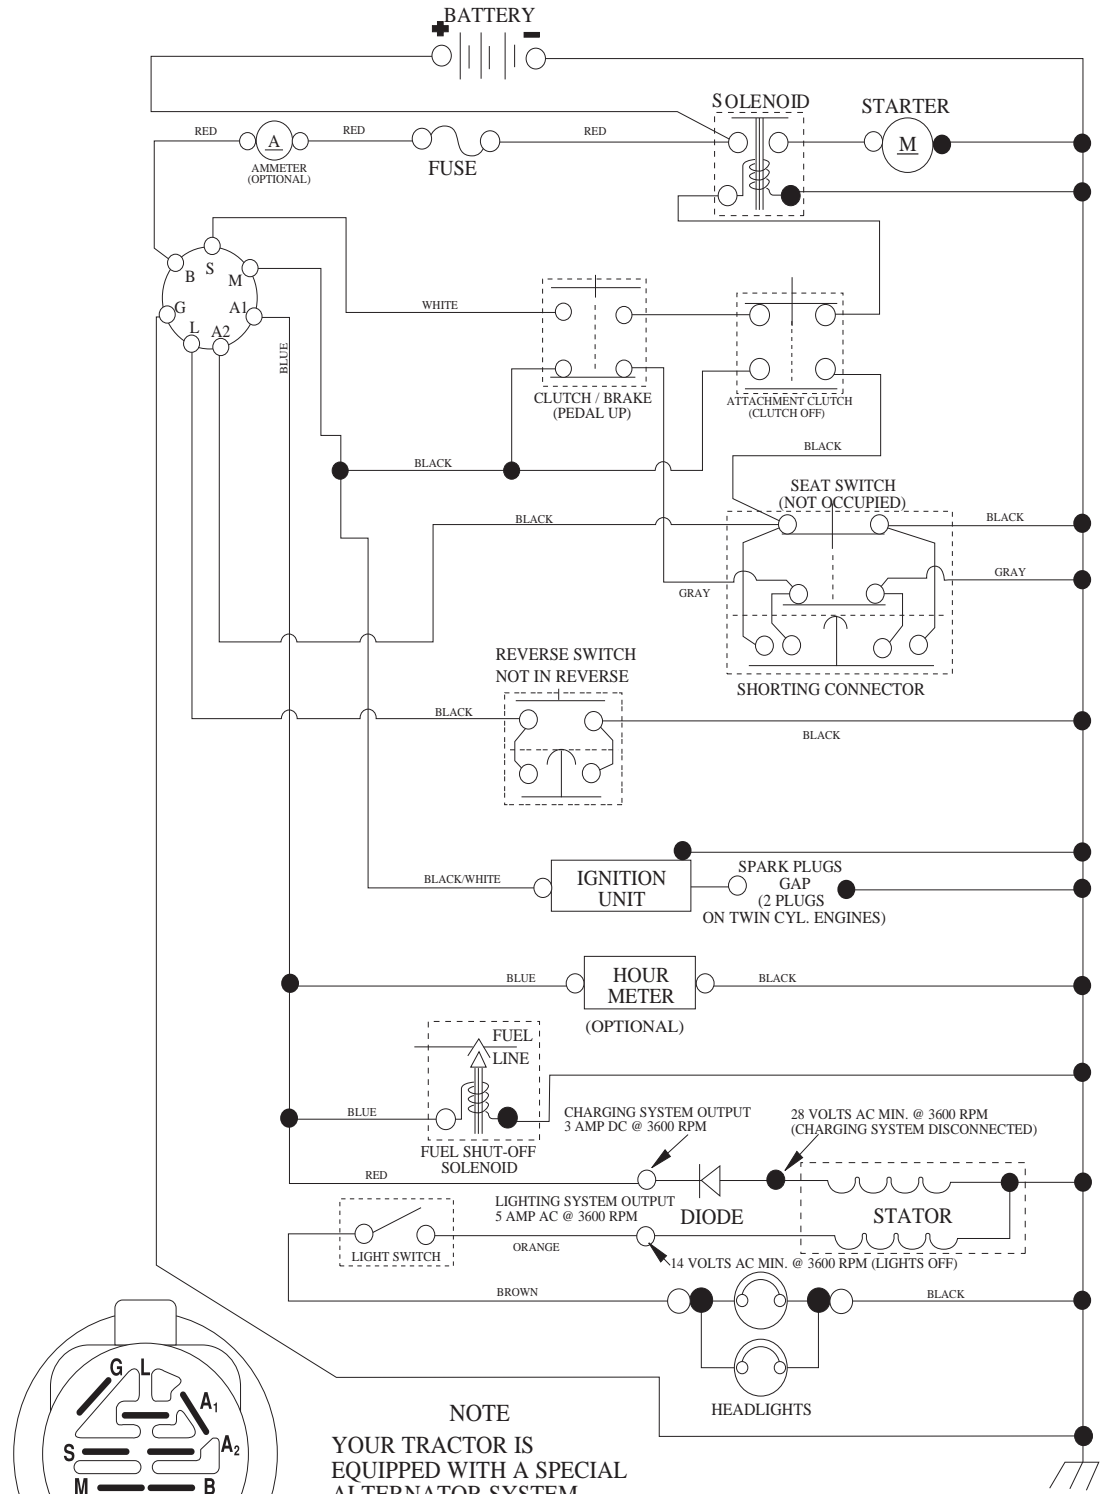 BATTERY
SOLENOID
STARTER
RED
A
RED
RED
M
AMMETER
(OPTIONAL)
FUSE
B
S
M
G
A1
L
A2
WHITE
BLUE
CLUTCH / BRAKE
(PEDAL UP)
ATTACHMENT CLUTCH
(CLUTCH OFF)
BLACK
BLACK
SEAT SWITCH
(NOT OCCUPIED)
BLACK
BLACK
GRAY
GRAY
REVERSE SWITCH
NOT IN REVERSE
SHORTING CONNECTOR
BLACK
BLACK
BLACK/WHITE
IGNITION
UNIT
SPARK PLUGS
GAP
(2 PLUGS
ON TWIN CYL. ENGINES)
BLUE
HOUR
METER
BLACK
(OPTIONAL)
FUEL
LINE
BLUE
FUEL SHUT-OFF
SOLENOID
CHARGING SYSTEM OUTPUT
3 AMP DC @ 3600 RPM
28 VOLTS AC MIN. @ 3600 RPM
(CHARGING SYSTEM DISCONNECTED)
RED
LIGHTING SYSTEM OUTPUT
5 AMP AC @ 3600 RPM
DIODE
STATOR
LIGHT SWITCH
ORANGE
14 VOLTS AC MIN. @ 3600 RPM (LIGHTS OFF)
BROWN
BLACK
HEADLIGHTS
G
L
A1
S
A2
M
B
NOTE
YOUR TRACTOR IS
EQUIPPED WITH A SPECIAL
ALTERNATOR SYSTEM